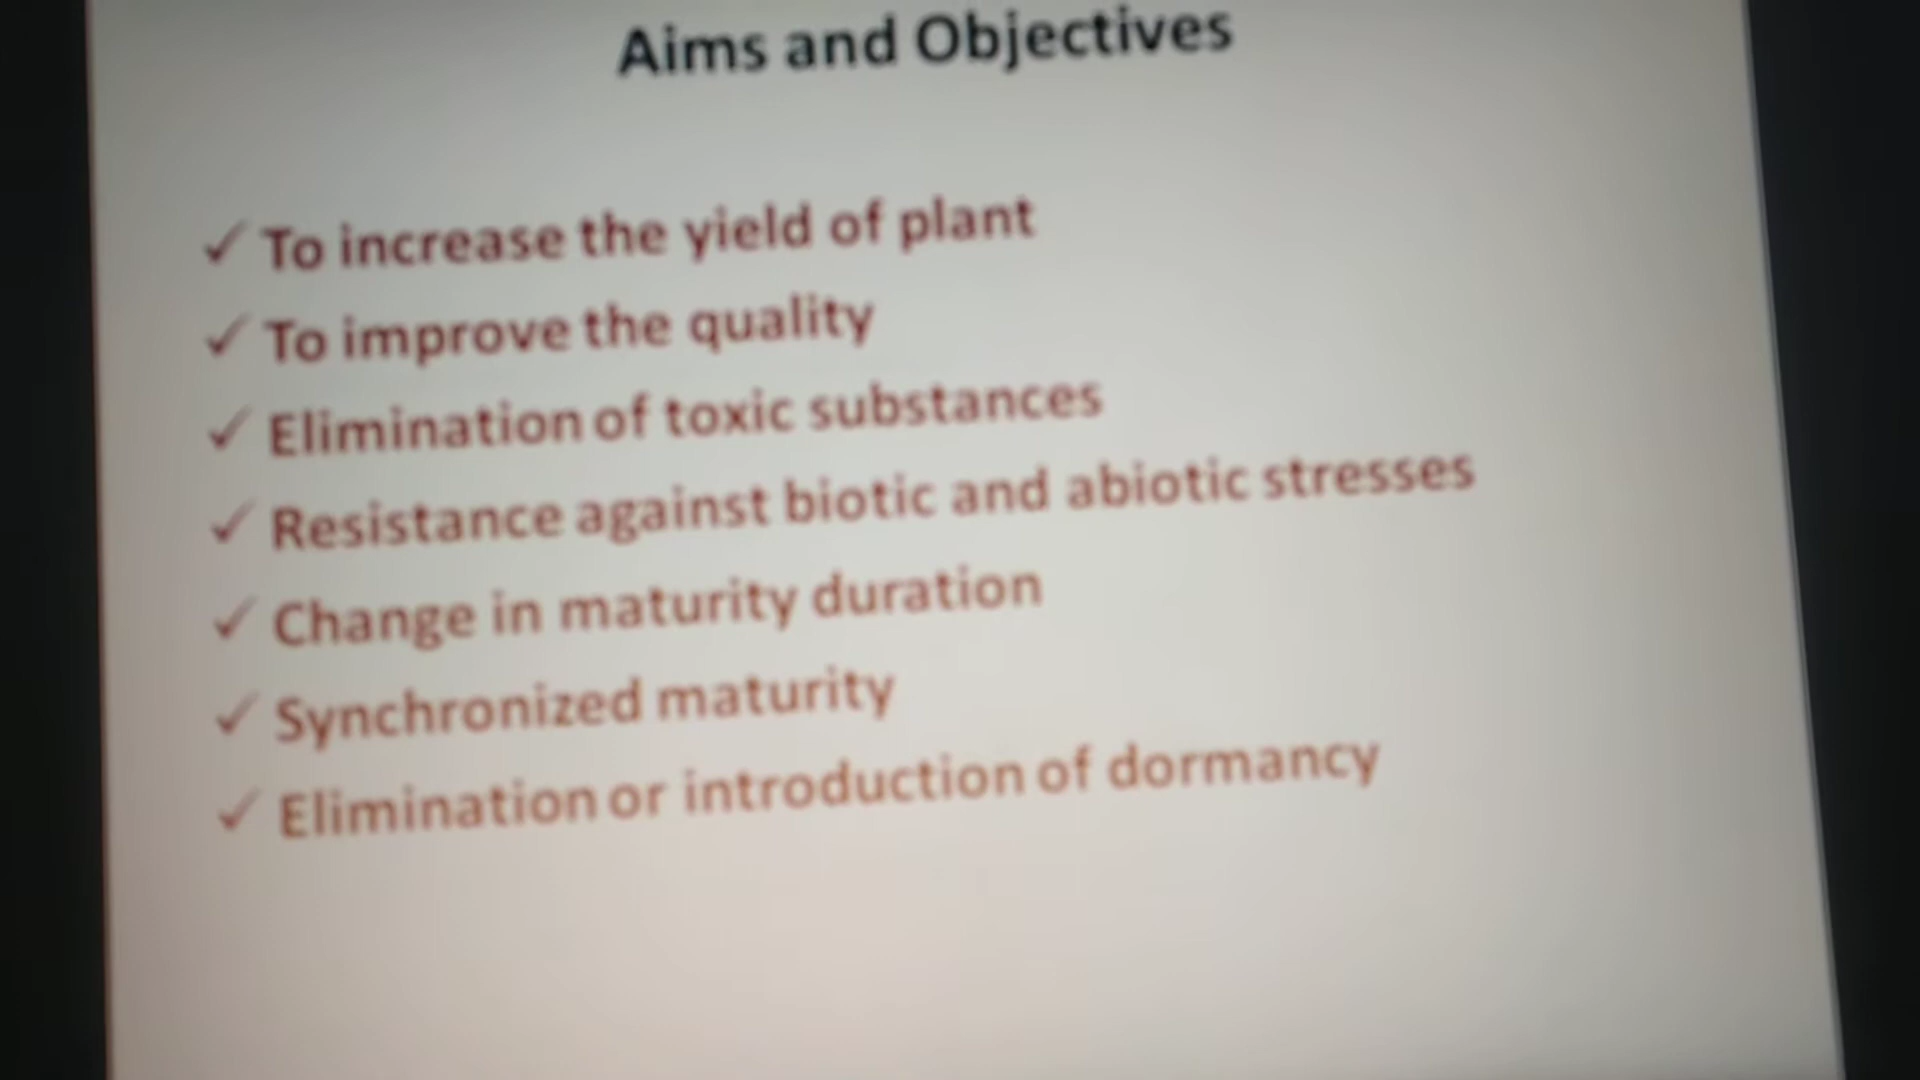 Aims and Objectives
✓ To increase the yield of plant
✓ To improve the quality
✓ Elimination of toxic substances
✓ Resistance against biotic and abiotic stresses
✓ Change in maturity duration
✓ Synchronized maturity
✓ Elimination or introduction of dormancy